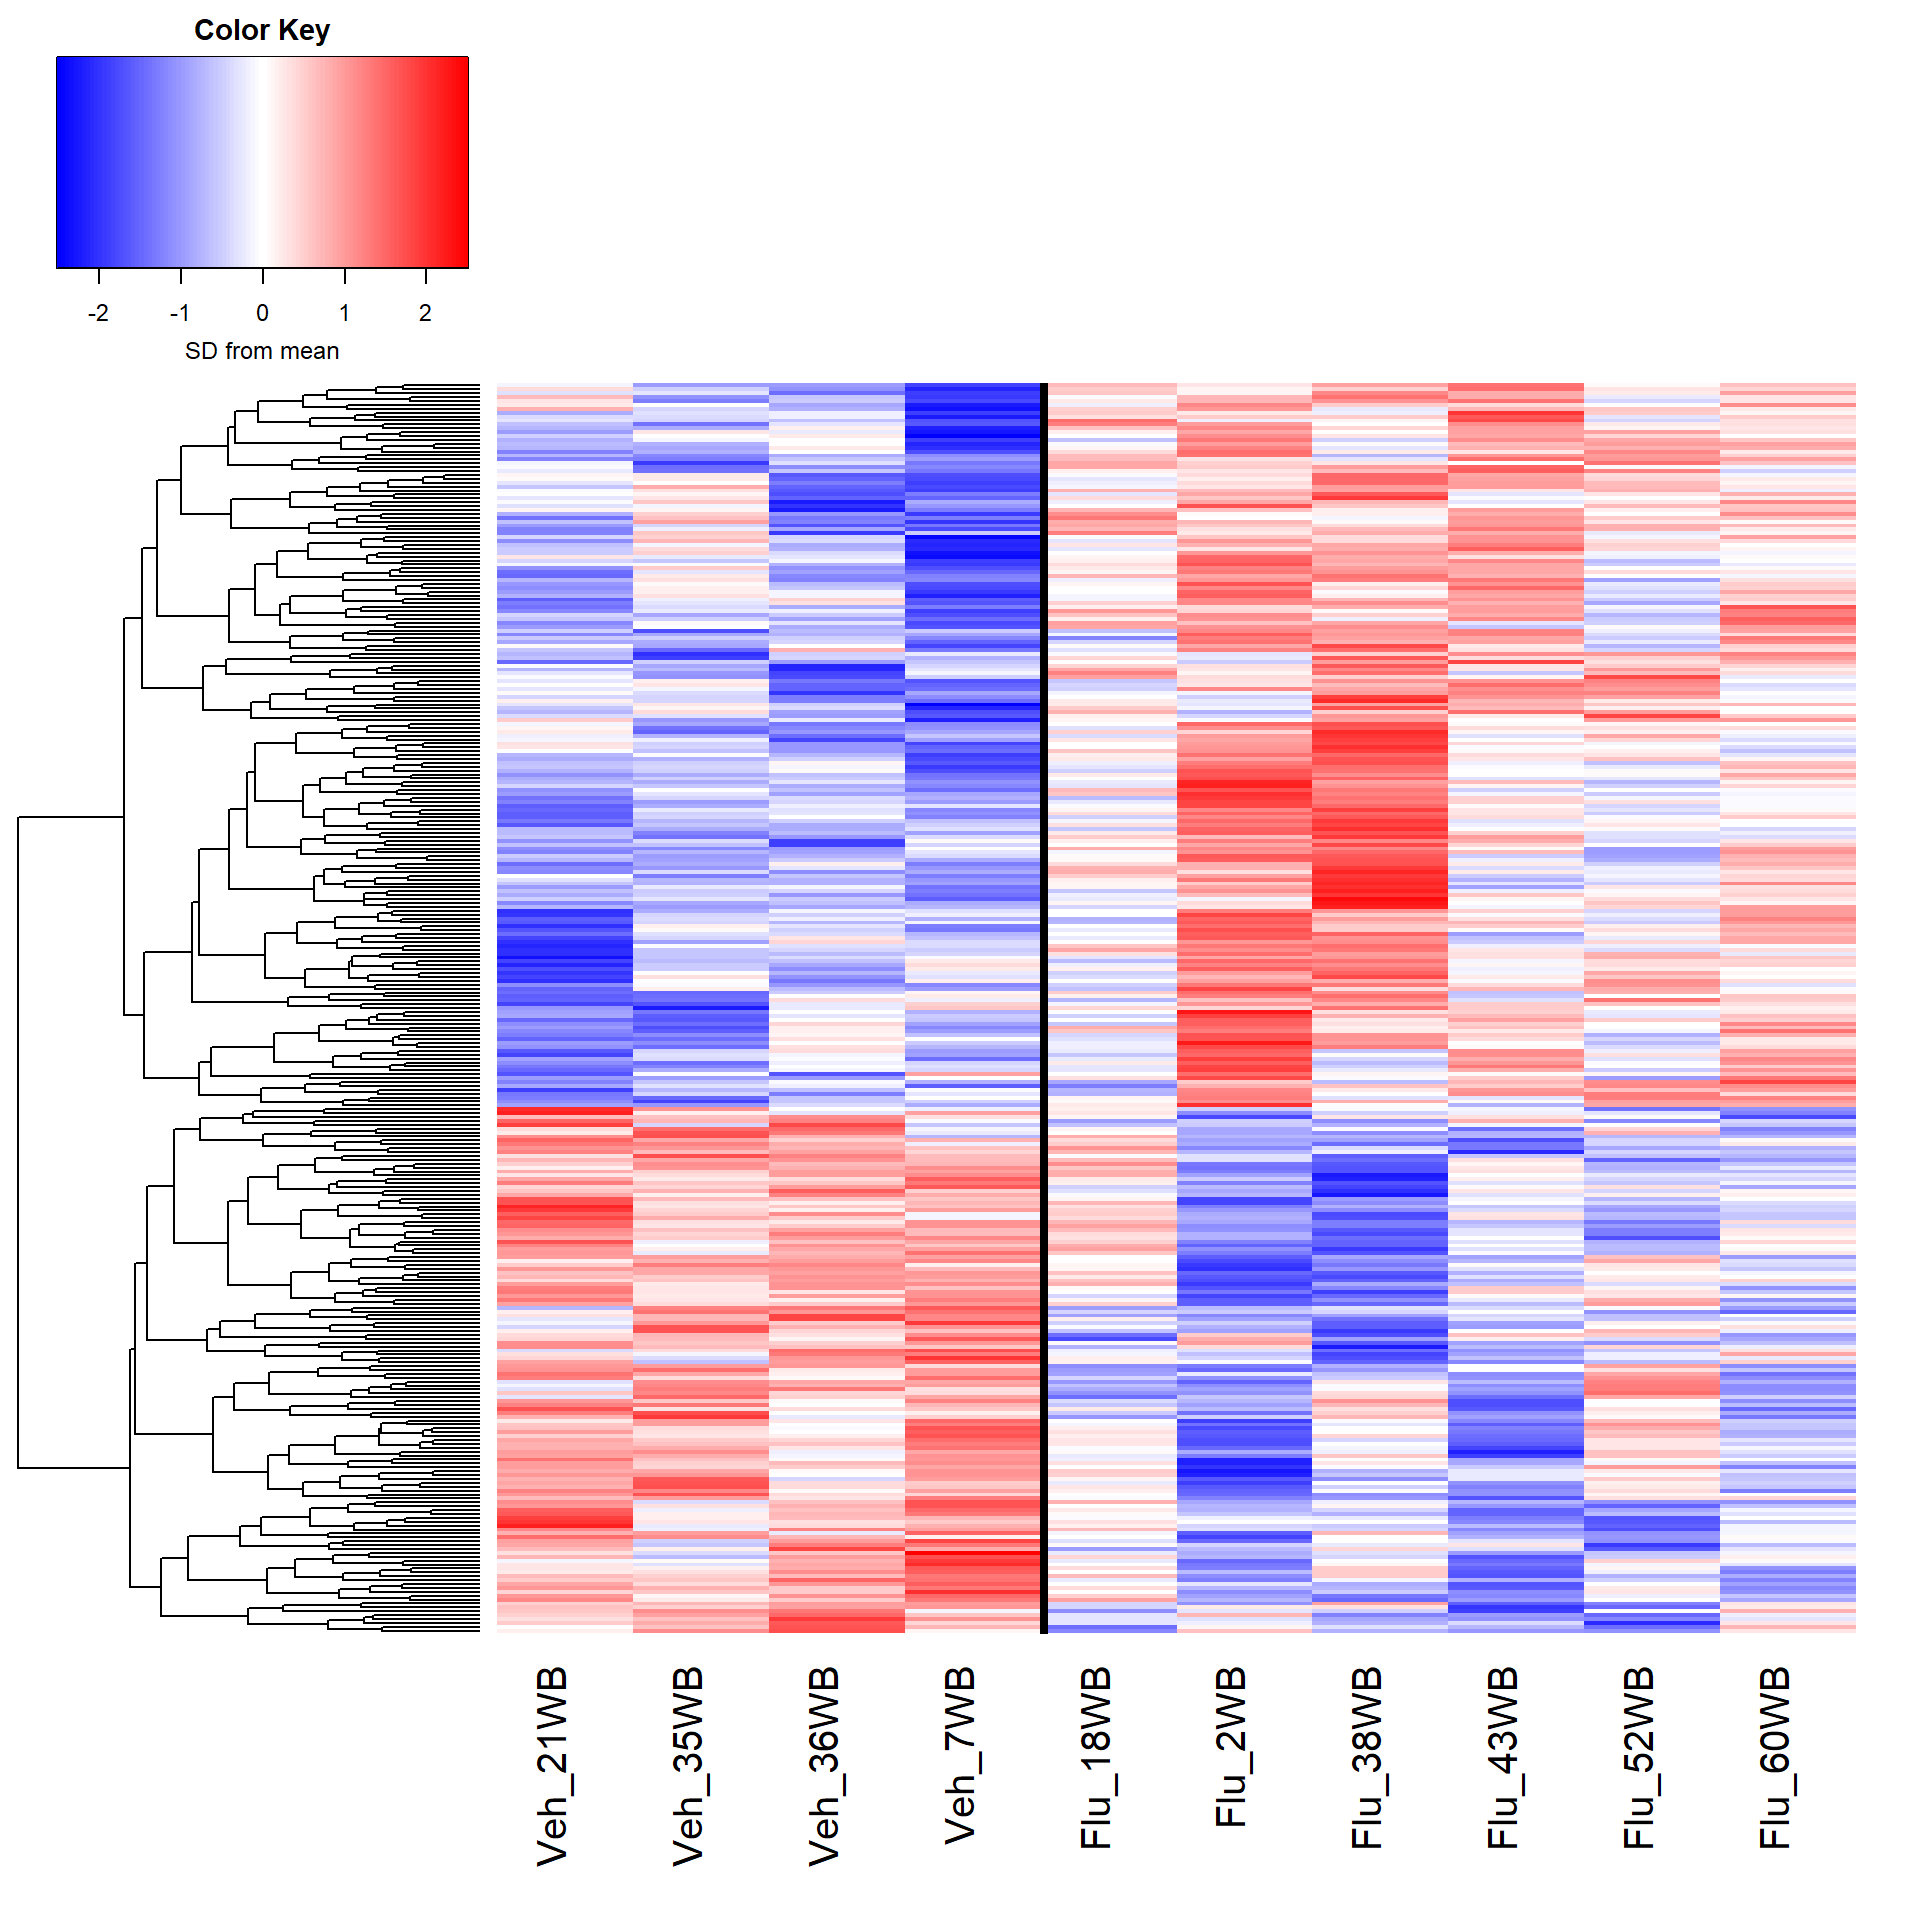 Color Key
-2 -1 0 1 2
SD from mean
Veh_21WB
Veh_35WB
Veh_36WB
Veh_7WB
Flu_18WB
Flu_2WB
Flu_38WB
Flu_43WB
Flu_52WB
Flu_60WB